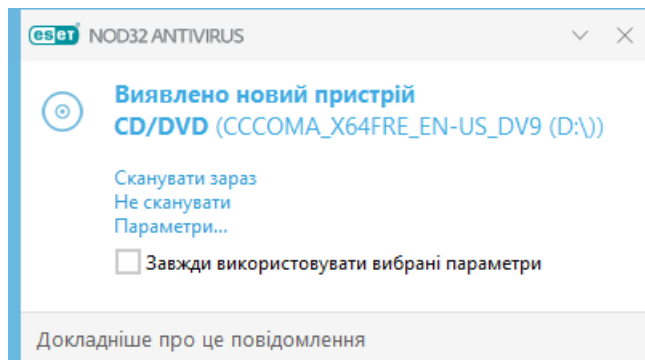 eset NOD32 ANTIVIRUS
Виявлено новий пристрій
CD/DVD (CCCOMA_X64FRE_EN-US_DV9 (D:\))
Сканувати зараз
Не сканувати
Параметри...
Завжди використовувати вибрані параметри
Докладніше про це повідомлення